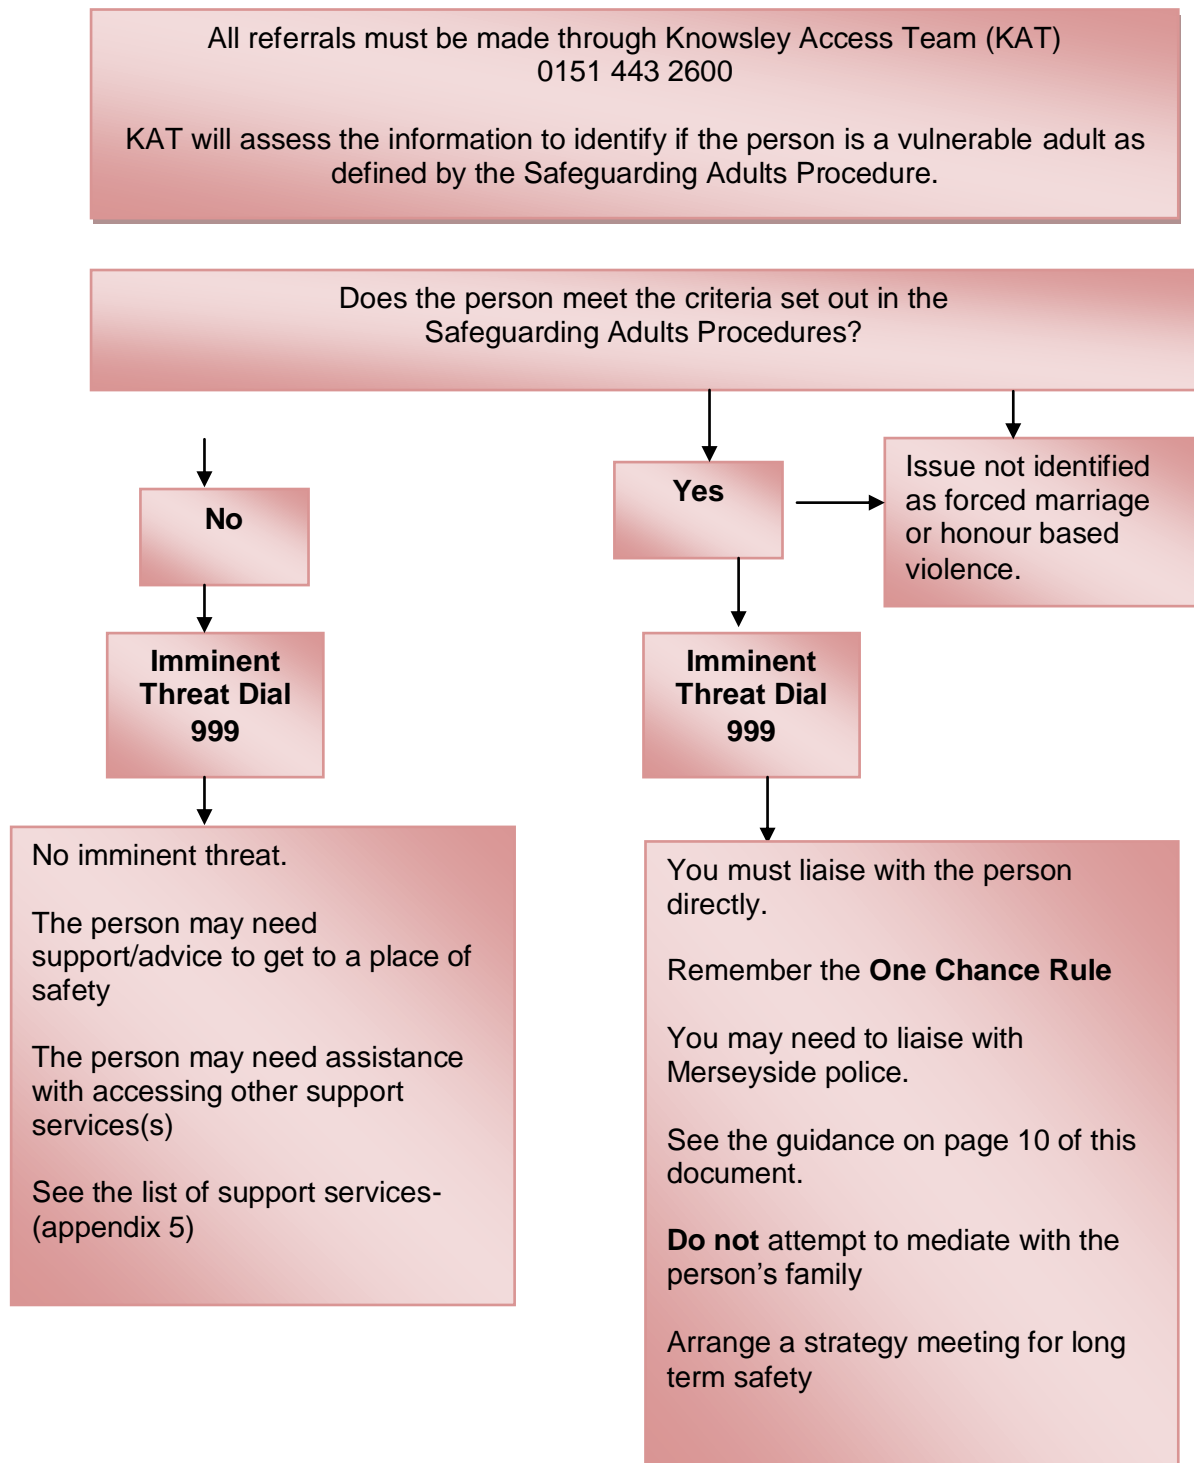 All referrals must be made through Knowsley Access Team (KAT)
0151 443 2600
KAT will assess the information to identify if the person is a vulnerable adult as
defined by the Safeguarding Adults Procedure.
Does the person meet the criteria set out in the
Safeguarding Adults Procedures?
No
Yes
Issue not identified
as forced marriage
or honour based
violence.
Imminent
Threat Dial
999
Imminent
Threat Dial
999
No imminent threat.
The person may need
support/advice to get to a place of
safety
The person may need assistance
with accessing other support
services(s)
See the list of support services-
(appendix 5)
You must liaise with the person
directly.
Remember the One Chance Rule
You may need to liaise with
Merseyside police.
See the guidance on page 10 of this
document.
Do not attempt to mediate with the
person’s family
Arrange a strategy meeting for long
term safety